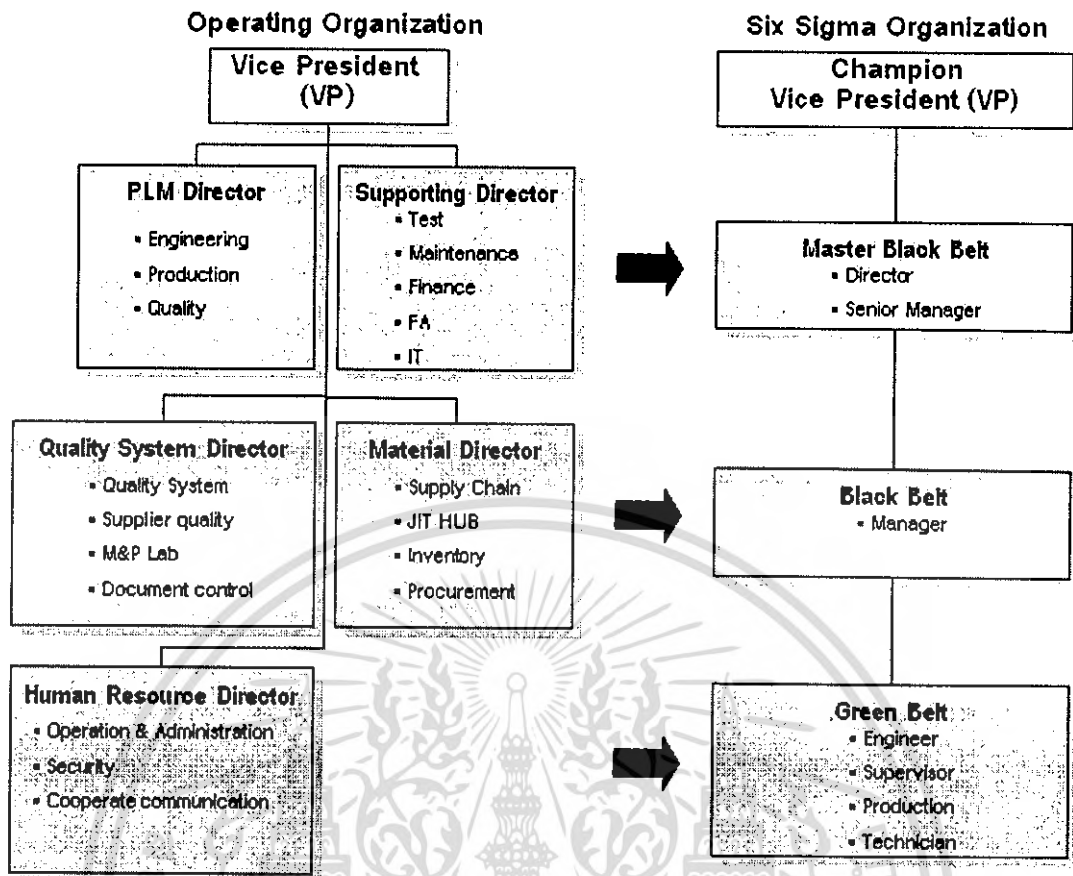 Operating Organization
Vice President
(VP)
PLM Director
▪ Engineering
▪ Production
▪ Quality
Supporting Director
▪ Test
▪ Maintenance
▪ Finance
▪ FA
▪ IT
Quality System Director
▪ Quality System
▪ Supplier quality
▪ M&P Lab
▪ Document control
Material Director
▪ Supply Chain
▪ JIT HUB
▪ Inventory
▪ Procurement
Human Resource Director
▪ Operation & Administration
▪ Security
▪ Cooperate communication
Six Sigma Organization
Champion
Vice President (VP)
Master Black Belt
▪ Director
▪ Senior Manager
Black Belt
▪ Manager
Green Belt
▪ Engineer
▪ Supervisor
▪ Production
▪ Technician